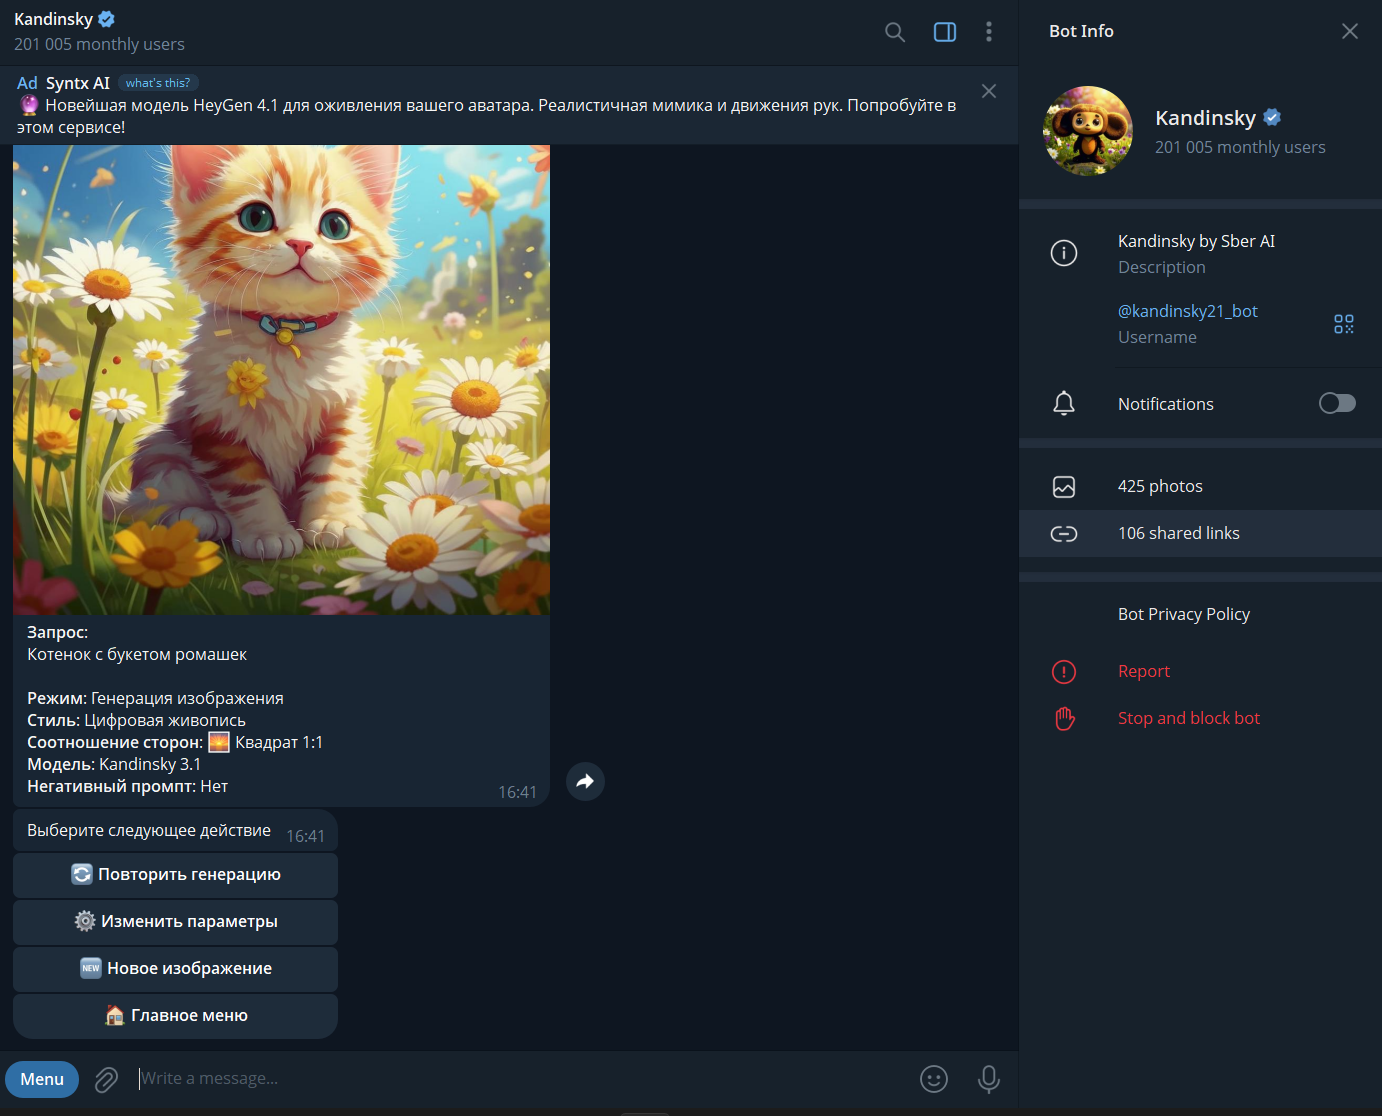 Kandinsky
201 005 monthly users
Ad Syntx AI what's this?
Новейшая модель HeyGen 4.1 для оживления вашего аватара. Реалистичная мимика и движения рук. Попробуйте в
этом сервисе!
Запрос:
Котенок с букетом ромашек
Режим: Генерация изображения
Стиль: Цифровая живопись
Соотношение сторон: Квадрат 1:1
Модель: Kandinsky 3.1
Негативный промпт: Нет
16:41
Выберите следующее действие 16:41
Повторить генерацию
Изменить параметры
NEW Новое изображение
Главное меню
Menu
Write a message...
Bot Info
Kandinsky
201 005 monthly users
Kandinsky by Sber AI
Description
@kandinsky21_bot
Username
Notifications
425 photos
106 shared links
Bot Privacy Policy
Report
Stop and block bot